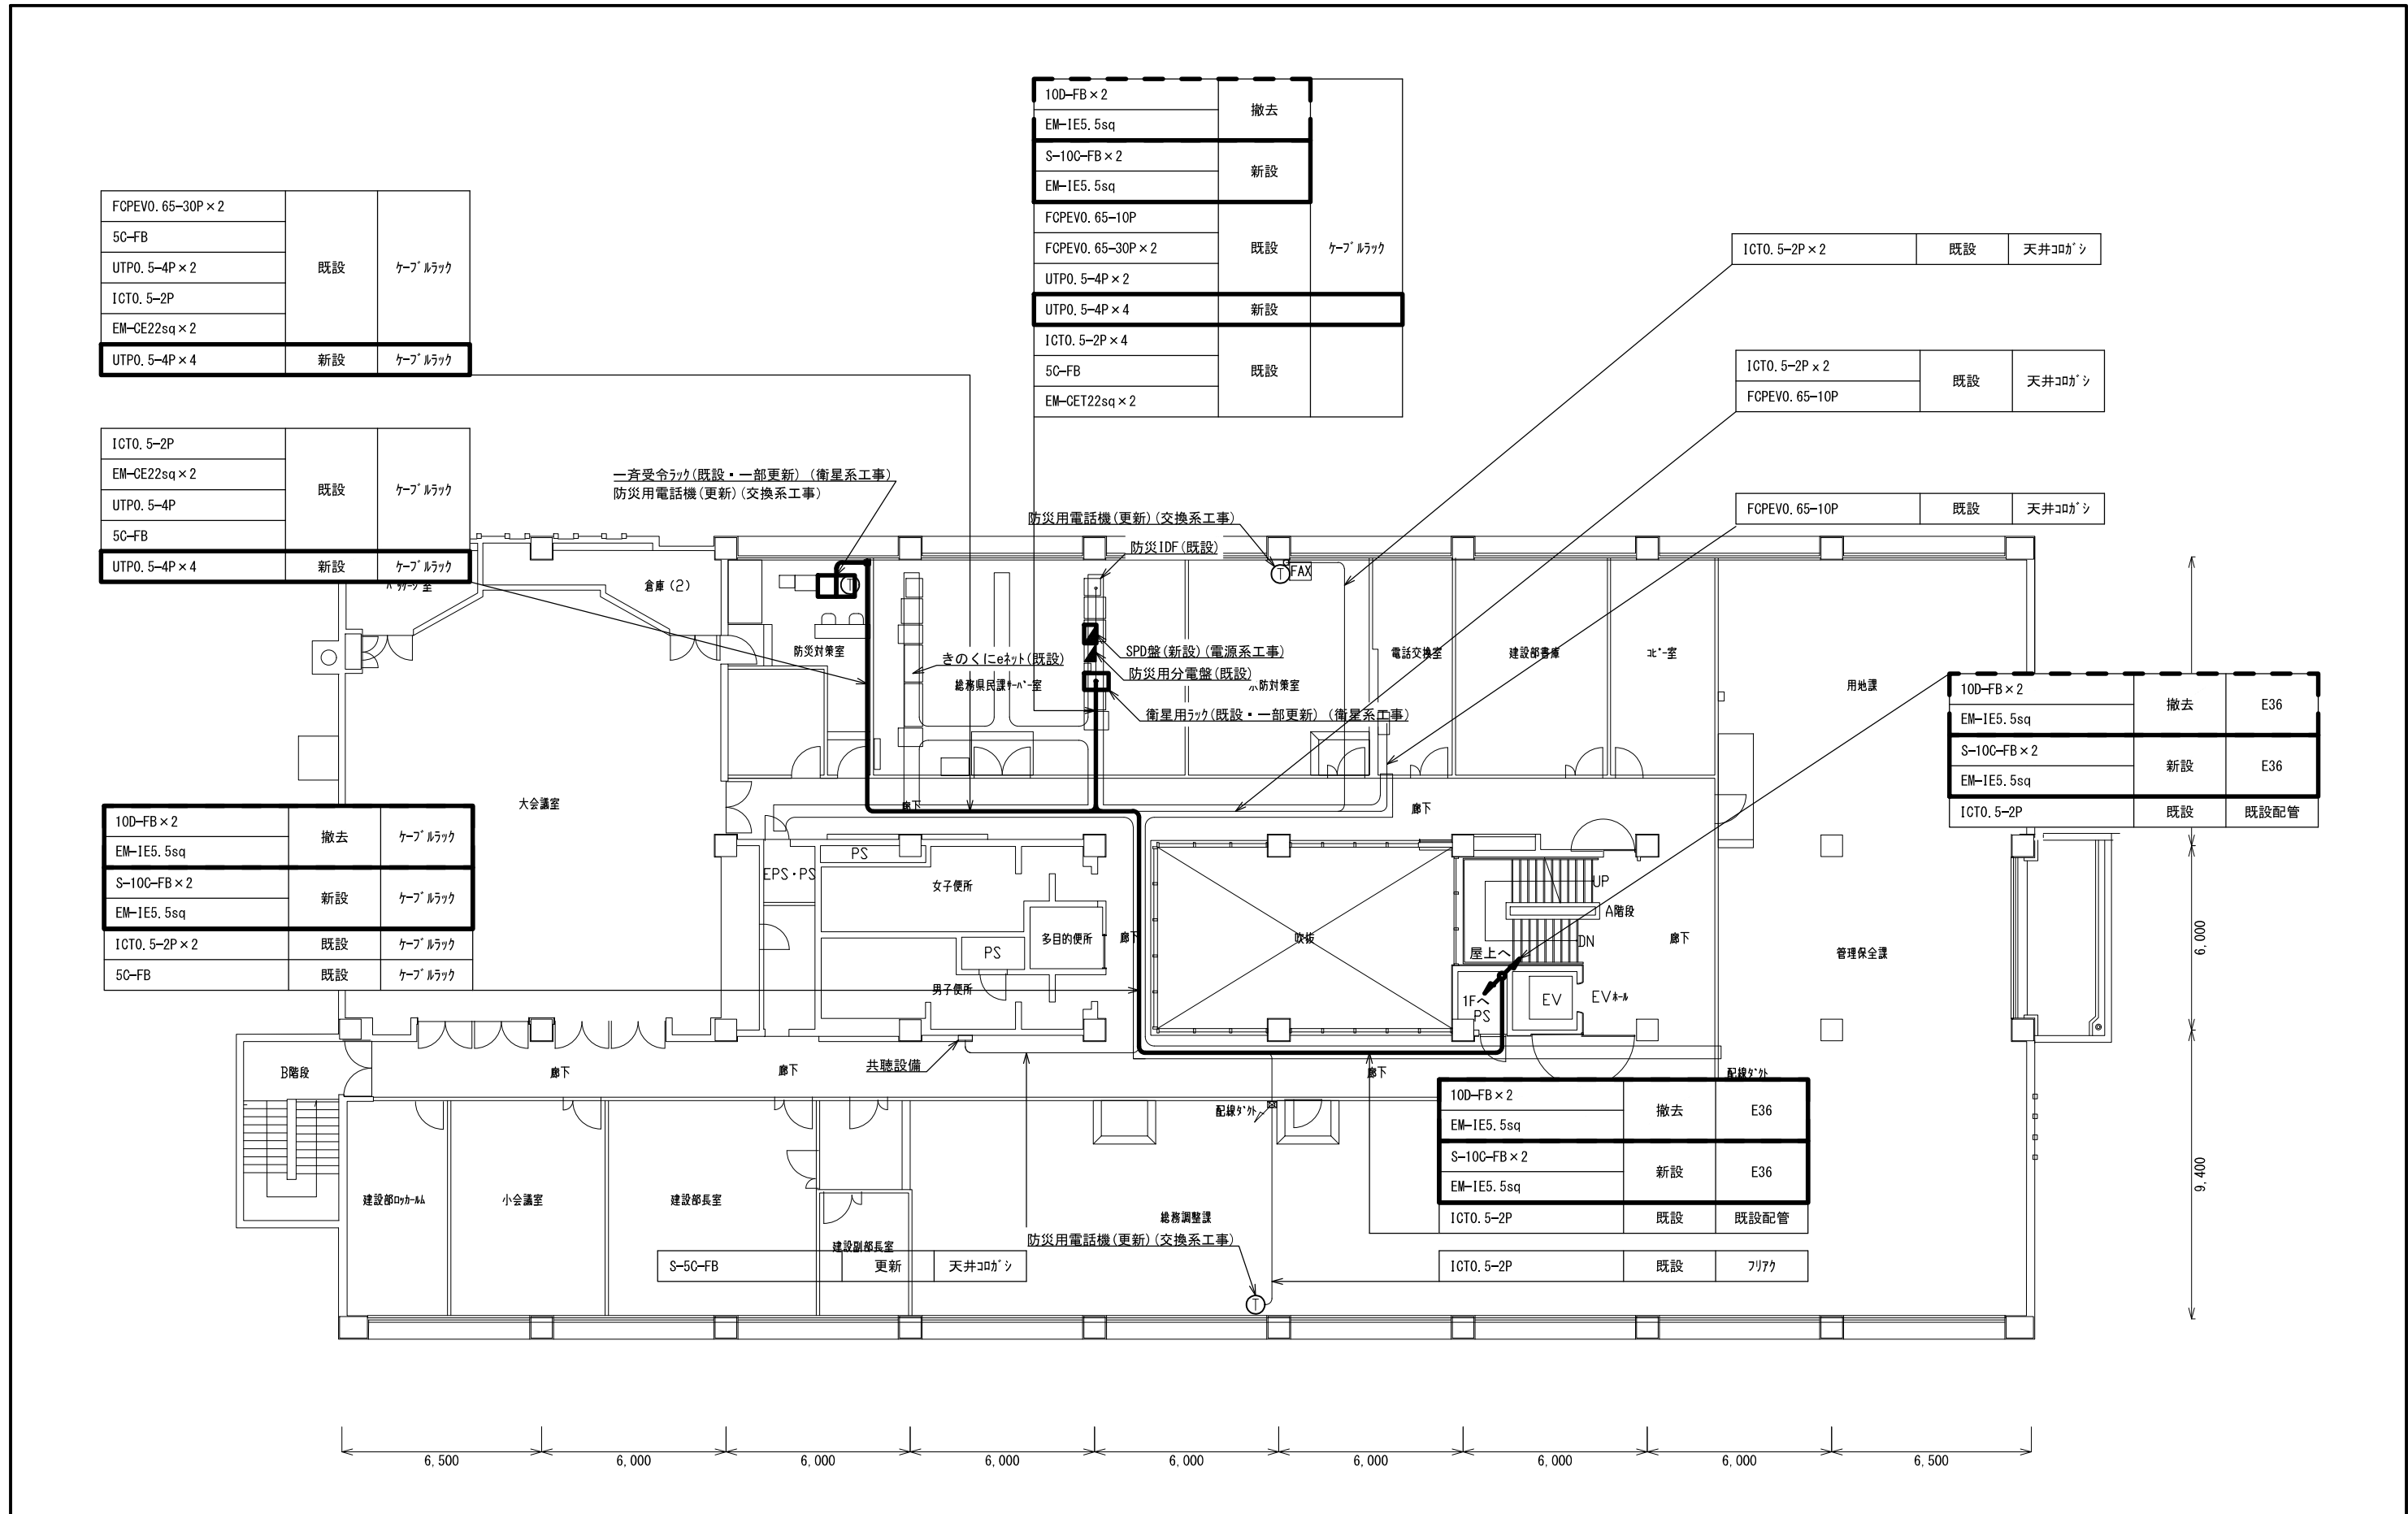 10D-FB×2
撤去
EM-IE5.5sq
S-10C-FB×2
新設
EM-IE5.5sq
FCPEV0.65-10P
FCPEV0.65-30P×2
既設
ｹｰﾌﾞﾙﾗｯｸ
UTP0.5-4P×2
UTP0.5-4P×4
新設
ICT0.5-2P×4
5C-FB
既設
EM-CET22sq×2
FCPEV0.65-30P×2
5C-FB
UTP0.5-4P×2
既設
ｹｰﾌﾞﾙﾗｯｸ
ICT0.5-2P
EM-CE22sq×2
UTP0.5-4P×4
新設
ｹｰﾌﾞﾙﾗｯｸ
ICT0.5-2P×2
既設
天井ｺﾛｶﾞｼ
ICT0.5-2P x 2
既設
天井ｺﾛｶﾞｼ
FCPEV0.65-10P
ICT0.5-2P
EM-CE22sq×2
既設
ｹｰﾌﾞﾙﾗｯｸ
UTP0.5-4P
5C-FB
UTP0.5-4P×4
新設
ｹｰﾌﾞﾙﾗｯｸ
FCPEV0.65-10P
既設
天井ｺﾛｶﾞｼ
一斉受令ﾗｯｸ(既設・一部更新)(衛星系工事)
防災用電話機(更新)(交換系工事)
防災用電話機(更新)(交換系工事)
防災IDF(既設)
T
T
FAX
倉庫(2)
防災対策室
きのくにeﾈｯﾄ(既設)
総務県民課ｻｰﾊﾞｰ室
SPD盤(新設)(電源系工事)
防災用分電盤(既設)
防対策室
衛星用ﾗｯｸ(既設・一部更新)(衛星系工事)
電話交換室
建設部書庫
ｺﾋﾟｰ室
用地課
10D-FB×2
撤去
E36
EM-IE5.5sq
S-10C-FB×2
新設
E36
EM-IE5.5sq
ICT0.5-2P
既設
既設配管
大会議室
廊下
廊下
10D-FB×2
撤去
ｹｰﾌﾞﾙﾗｯｸ
EM-IE5.5sq
S-10C-FB×2
新設
ｹｰﾌﾞﾙﾗｯｸ
EM-IE5.5sq
ICT0.5-2P×2
既設
ｹｰﾌﾞﾙﾗｯｸ
5C-FB
既設
ｹｰﾌﾞﾙﾗｯｸ
PS
EPS・PS
女子便所
多目的便所
PS
男子便所
廊下
吹抜
UP
A階段
DN
屋上へ
1Fへ
PS
EV
EVﾎｰﾙ
廊下
管理保全課
6,000
B階段
廊下
廊下
共聴設備
廊下
配線ﾀﾞｸﾄ
配線ﾀﾞｸﾄ
10D-FB×2
撤去
E36
EM-IE5.5sq
S-10C-FB×2
新設
E36
EM-IE5.5sq
ICT0.5-2P
既設
既設配管
9,400
建設部ﾛｯｶｰﾙﾑ
小会議室
建設部長室
建設副部長室
総務調整課
防災用電話機(更新)(交換系工事)
S-5C-FB
更新
天井ｺﾛｶﾞｼ
ICT0.5-2P
既設
ﾌﾘｱｸ
T
6,500
6,000
6,000
6,000
6,000
6,000
6,000
6,000
6,500